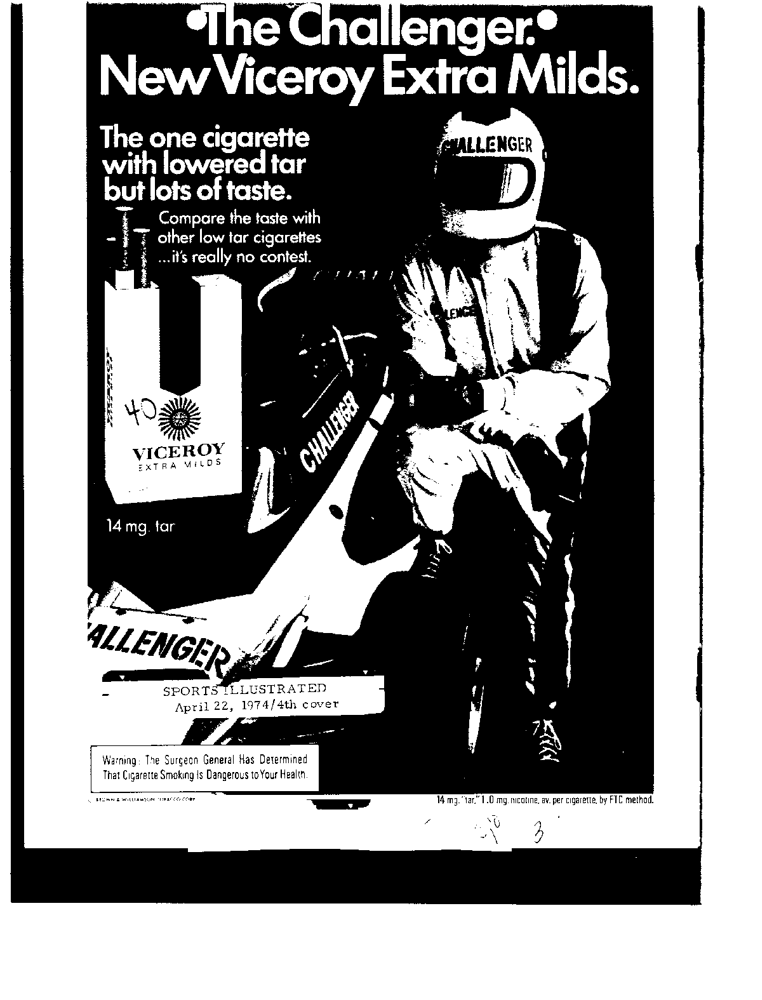 The Challenger.
New Viceroy Extra Milds.
The one cigarette
with lowered tar
but lots of taste.
Compare the taste with
other low tar cigarettes
...it's really no contest.
CHALLENGER
40
VICEROY
EXTRA MILDS
14 mg. tar
CHALLENGER
ALLENGER
SPORTS ILLUSTRATED
April 22, 1974/4th cover
Warning: The Surgeon General Has Determined
That Cigarette Smoking Is Dangerous to Your Health.
14 mg. "tar," 1.0 mg. nicotine, av. per cigarette, by FTC method.
3